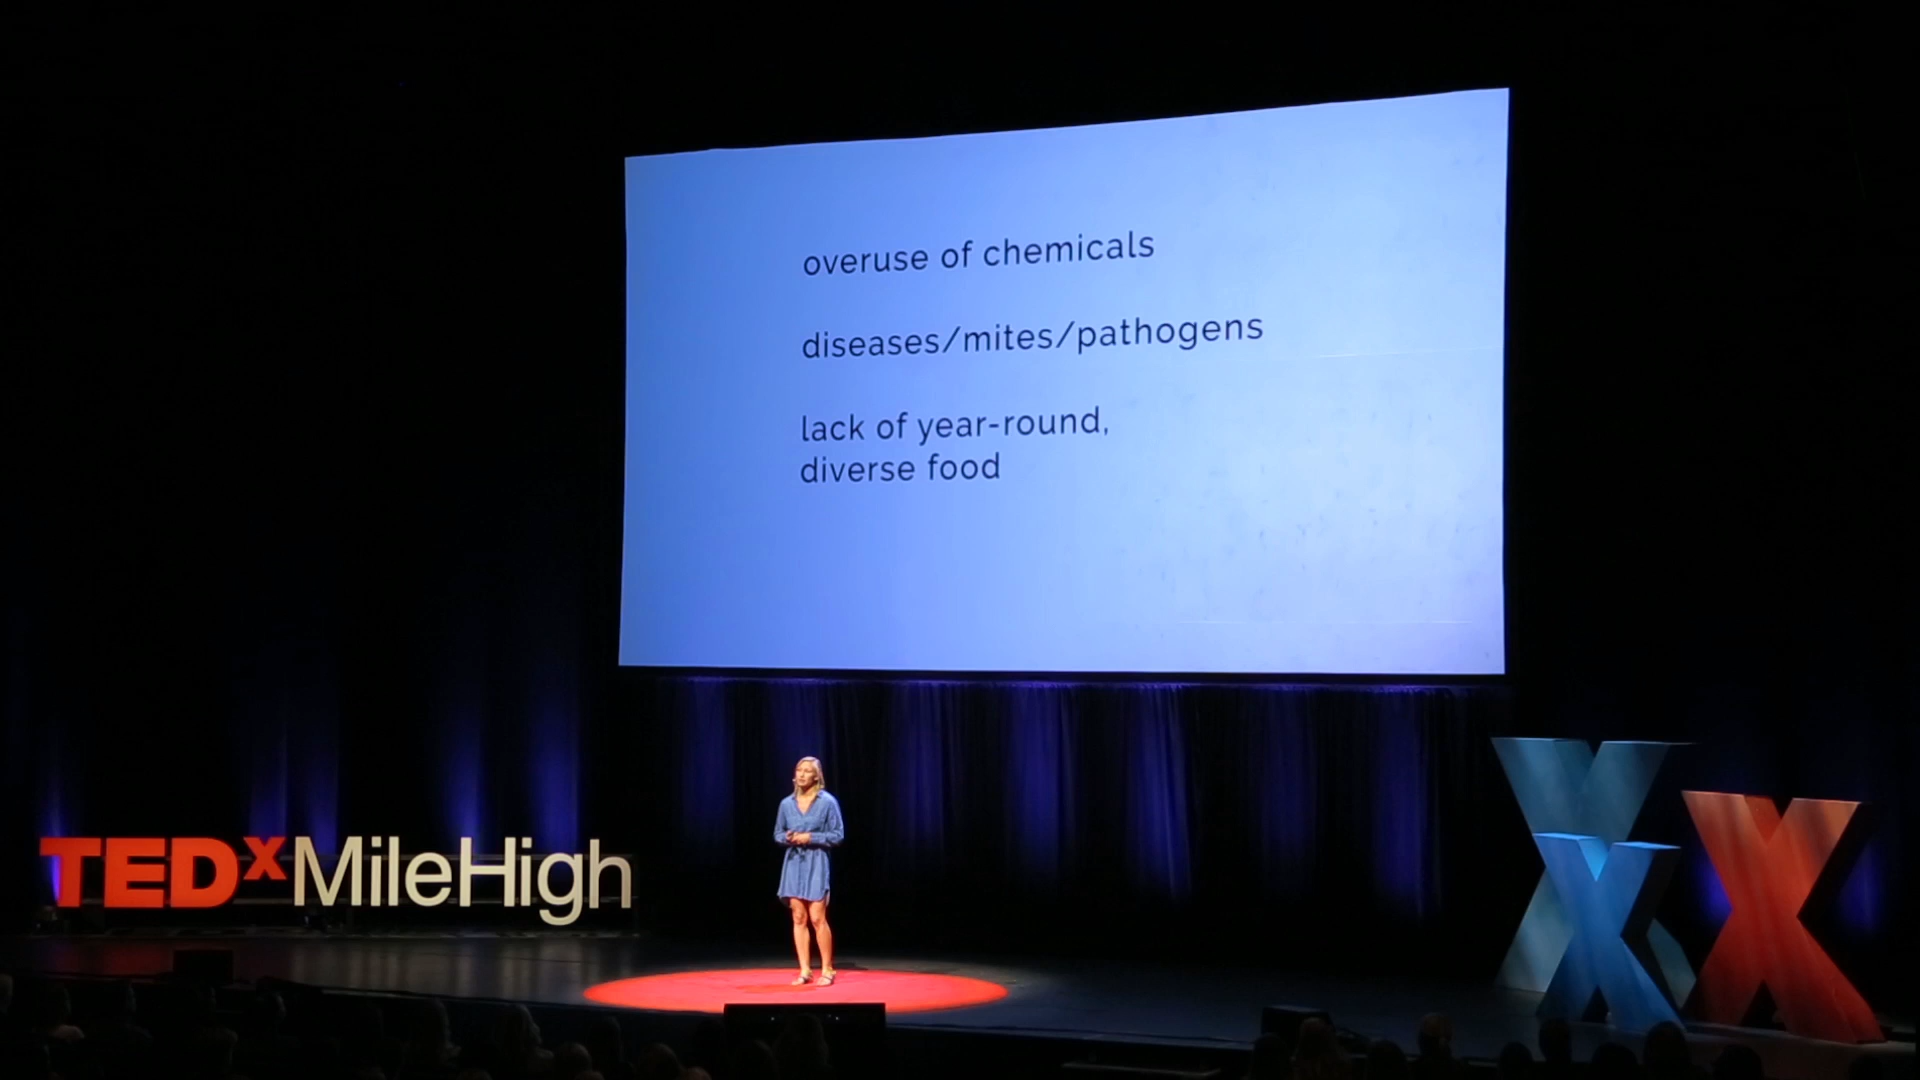 overuse of chemicals
diseases/mites/pathogens
lack of year-round,
diverse food
TEDxMileHigh
X
X
X